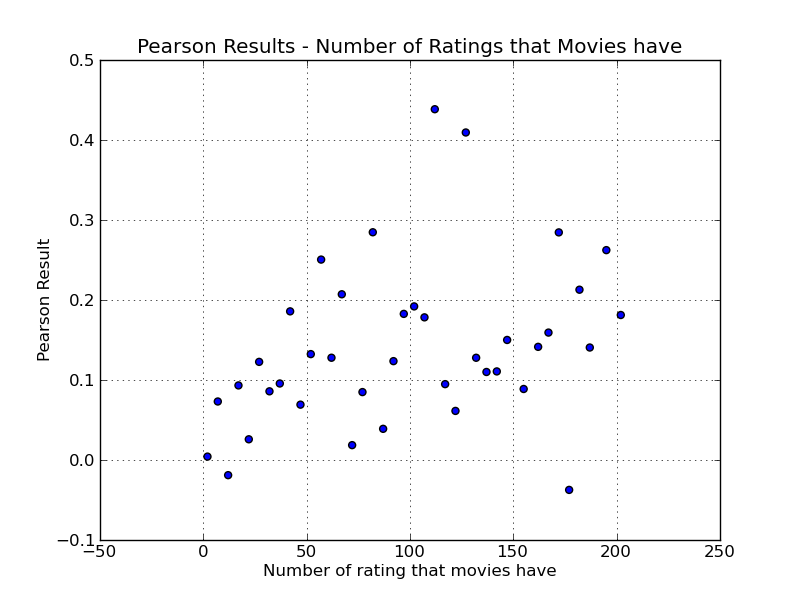 Pearson Results - Number of Ratings that Movies have
0.5
0.4
0.3
0.2
0.1
0.0
−0.1
Pearson Result
−50 0 50 100 150 200 250
Number of rating that movies have